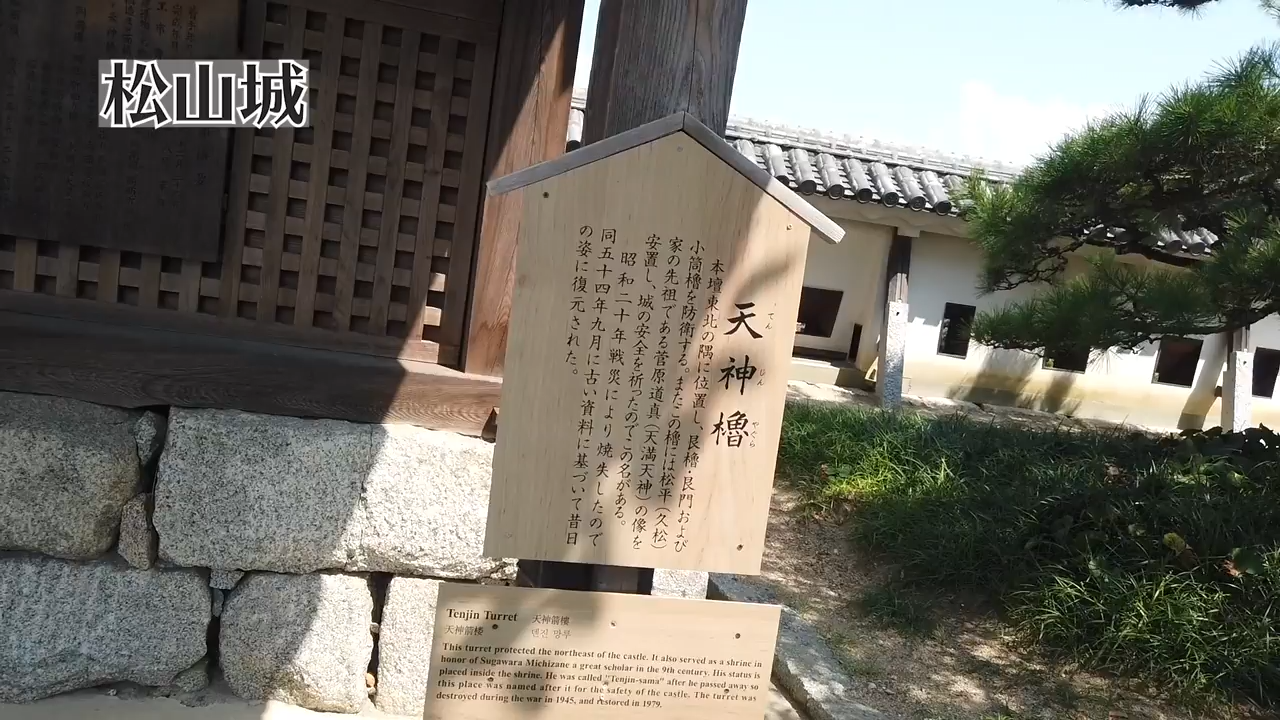 松山城
天神櫓
てんじんやぐら
本壇東北の隅に位置し、艮櫓・艮門および
小筒櫓を防衛する。またこの櫓には松平(久松)
家の先祖である菅原道真(天満天神)の像を
安置し、城の安全を祈ったのでこの名がある。
昭和二十年戦災により焼失したので
同五十四年九月に古い資料に基づいて昔日
の姿に復元された。
Tenjin Turret 天神箭樓
天神箭楼 텐진 망루
This turret protected the northeast of the castle. It also served as a shrine in
honor of Sugawara Michizane a great scholar in the 9th century. His status is
placed inside the shrine. He was called "Tenjin-sama" after he passed away so
this place was named after it for the safety of the castle. The turret was
destroyed during the war in 1945, and restored in 1979.